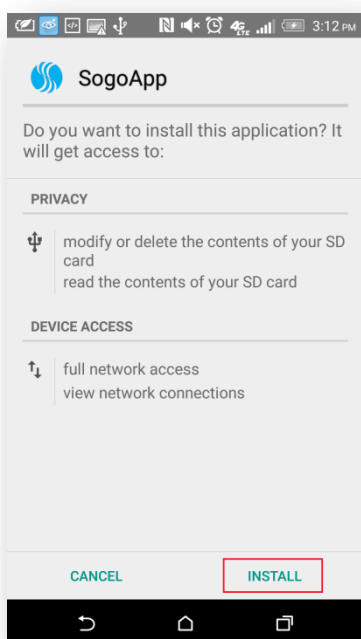 4G LTE 3:12 PM
SogoApp
Do you want to install this application? It
will get access to:
PRIVACY
modify or delete the contents of your SD
card
read the contents of your SD card
DEVICE ACCESS
full network access
view network connections
CANCEL INSTALL